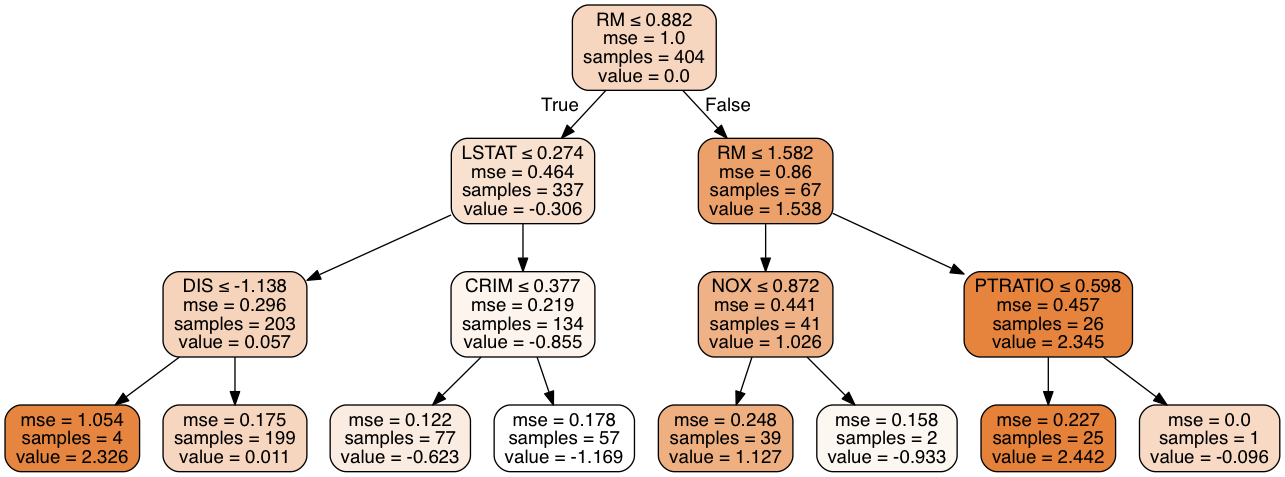 RM ≤ 0.882
mse = 1.0
samples = 404
value = 0.0
True
False
LSTAT ≤ 0.274
mse = 0.464
samples = 337
value = -0.306
RM ≤ 1.582
mse = 0.86
samples = 67
value = 1.538
DIS ≤ -1.138
mse = 0.296
samples = 203
value = 0.057
CRIM ≤ 0.377
mse = 0.219
samples = 134
value = -0.855
NOX ≤ 0.872
mse = 0.441
samples = 41
value = 1.026
PTRATIO ≤ 0.598
mse = 0.457
samples = 26
value = 2.345
mse = 1.054
samples = 4
value = 2.326
mse = 0.175
samples = 199
value = 0.011
mse = 0.122
samples = 77
value = -0.623
mse = 0.178
samples = 57
value = -1.169
mse = 0.248
samples = 39
value = 1.127
mse = 0.158
samples = 2
value = -0.933
mse = 0.227
samples = 25
value = 2.442
mse = 0.0
samples = 1
value = -0.096